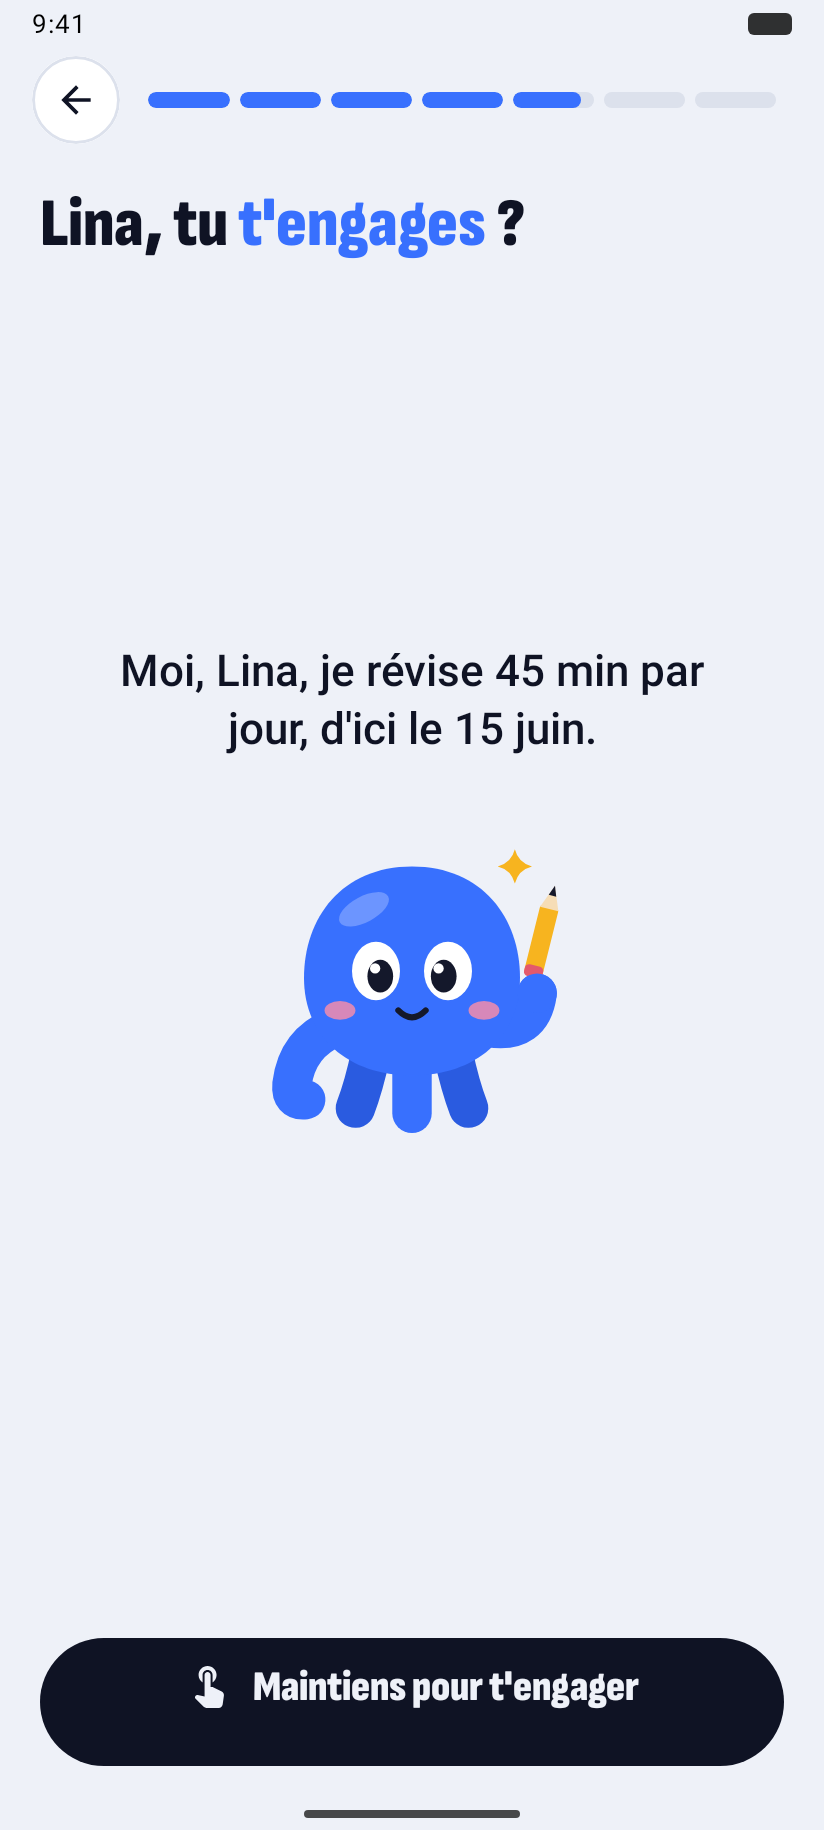 9:41
Lina, tu t'engages ?
Moi, Lina, je révise 45 min par
jour, d'ici le 15 juin.
Maintiens pour t'engager